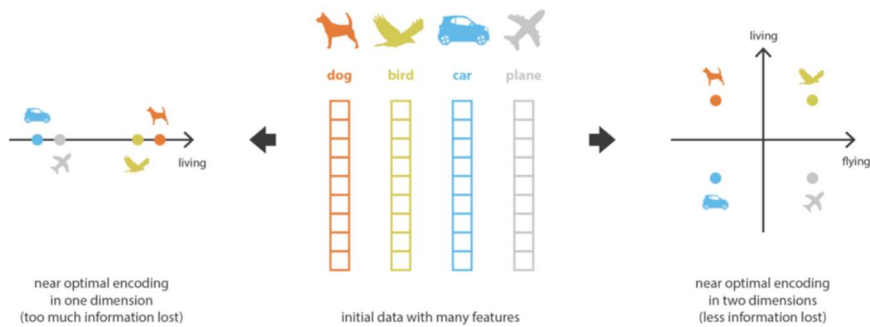 dog
bird
car
plane
living
near optimal encoding
in one dimension
(too much information lost)
initial data with many features
living
flying
near optimal encoding
in two dimensions
(less information lost)